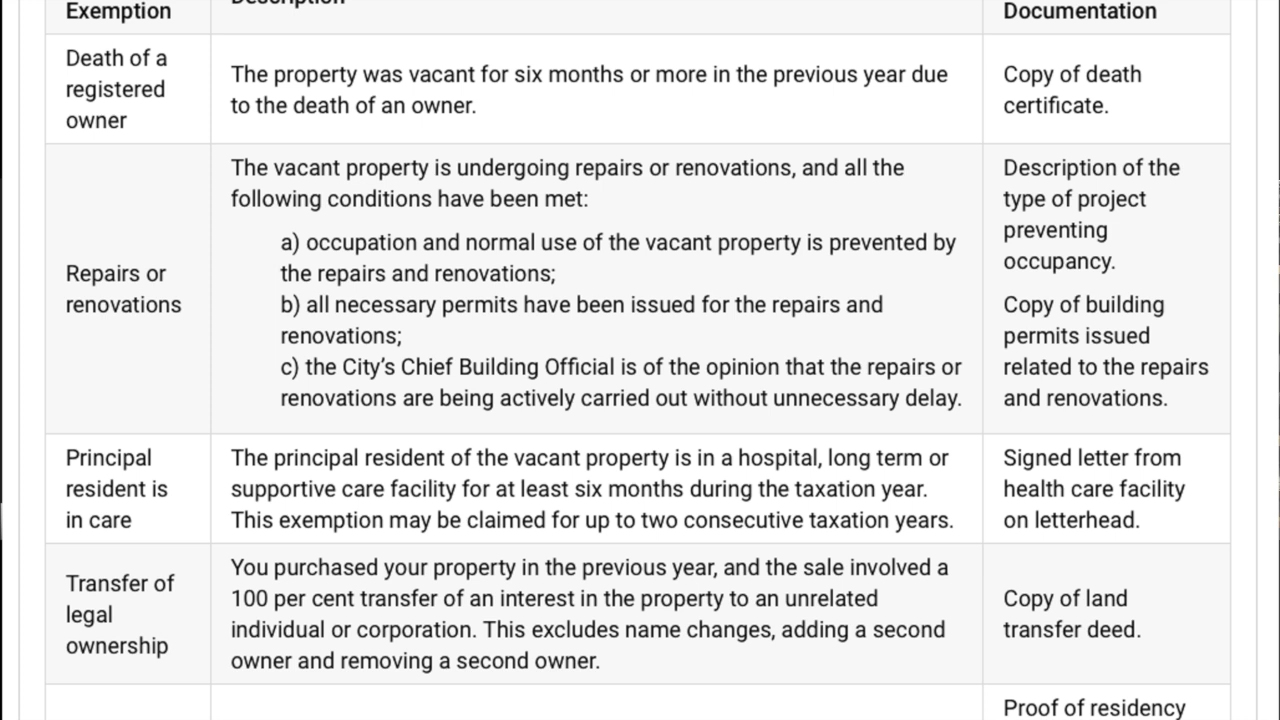 Exemption
Description
Documentation
Death of a
registered
owner
The property was vacant for six months or more in the previous year due
to the death of an owner.
Copy of death
certificate.
Repairs or
renovations
The vacant property is undergoing repairs or renovations, and all the
following conditions have been met:
a) occupation and normal use of the vacant property is prevented by
the repairs and renovations;
b) all necessary permits have been issued for the repairs and
renovations;
c) the City’s Chief Building Official is of the opinion that the repairs or
renovations are being actively carried out without unnecessary delay.
Description of the
type of project
preventing
occupancy.
Copy of building
permits issued
related to the repairs
and renovations.
Principal
resident is
in care
The principal resident of the vacant property is in a hospital, long term or
supportive care facility for at least six months during the taxation year.
This exemption may be claimed for up to two consecutive taxation years.
Signed letter from
health care facility
on letterhead.
Transfer of
legal
ownership
You purchased your property in the previous year, and the sale involved a
100 per cent transfer of an interest in the property to an unrelated
individual or corporation. This excludes name changes, adding a second
owner and removing a second owner.
Copy of land
transfer deed.
Proof of residency